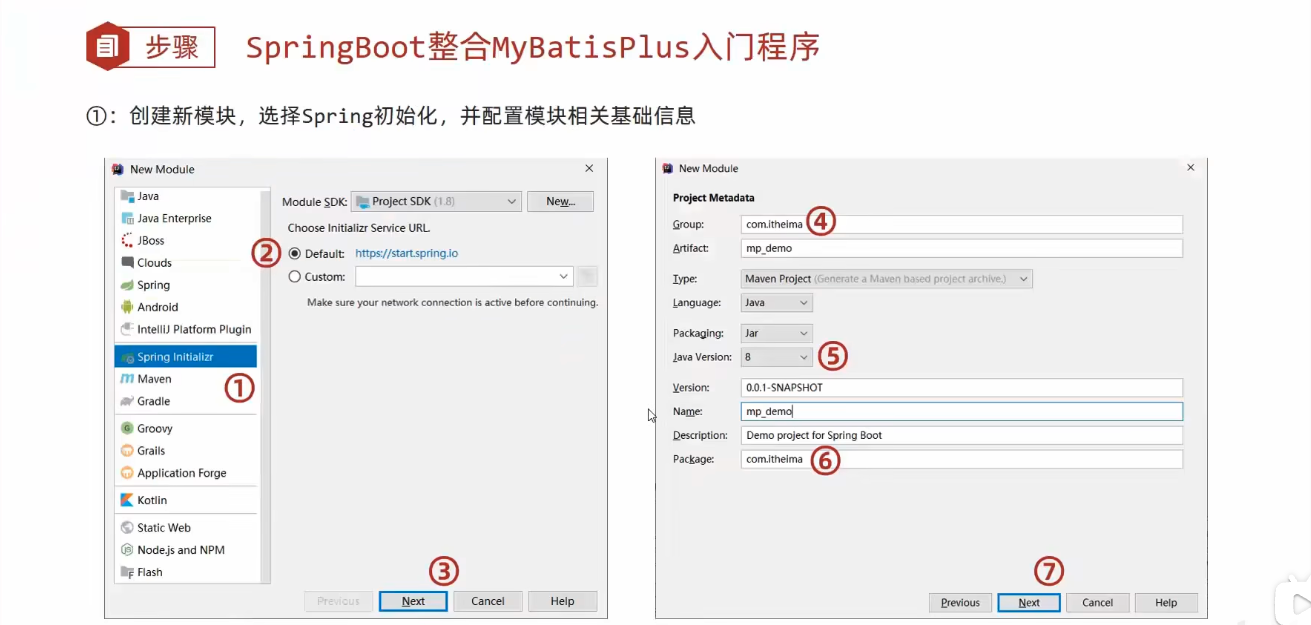 步骤
SpringBoot整合MyBatisPlus入门程序
①：创建新模块，选择Spring初始化，并配置模块相关基础信息
New Module
Java
Java Enterprise
JBoss
Clouds
Spring
Android
IntelliJ Platform Plugin
Spring Initializr
①
Maven
Gradle
Groovy
Grails
Application Forge
Kotlin
Static Web
Node.js and NPM
Flash
Module SDK: Project SDK (1.8) New...
Choose Initializr Service URL.
② Default: https://start.spring.io
Custom:
Make sure your network connection is active before continuing.
③
Previous Next Cancel Help
New Module
Project Metadata
Group: com.itheima ④
Artifact: mp_demo
Type: Maven Project (Generate a Maven based project archive.)
Language: Java
Packaging: Jar
Java Version: 8 ⑤
Version: 0.0.1-SNAPSHOT
Name: mp_demo
Description: Demo project for Spring Boot
Package: com.itheima ⑥
⑦
Previous Next Cancel Help